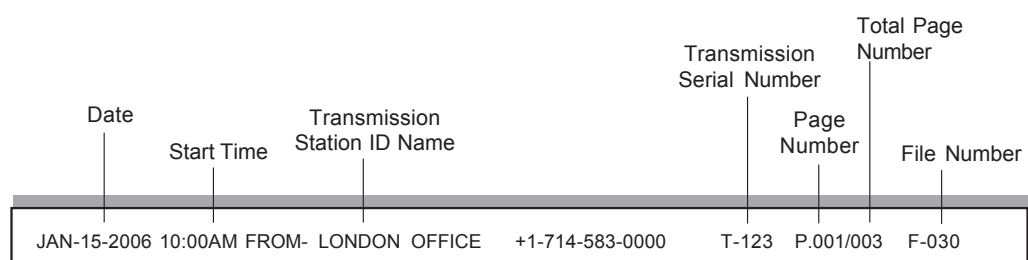 Total Page
Number
Transmission
Serial Number
Date
Transmission
Station ID Name
Page
Number
Start Time
File Number
JAN-15-2006 10:00AM FROM- LONDON OFFICE +1-714-583-0000 T-123 P.001/003 F-030